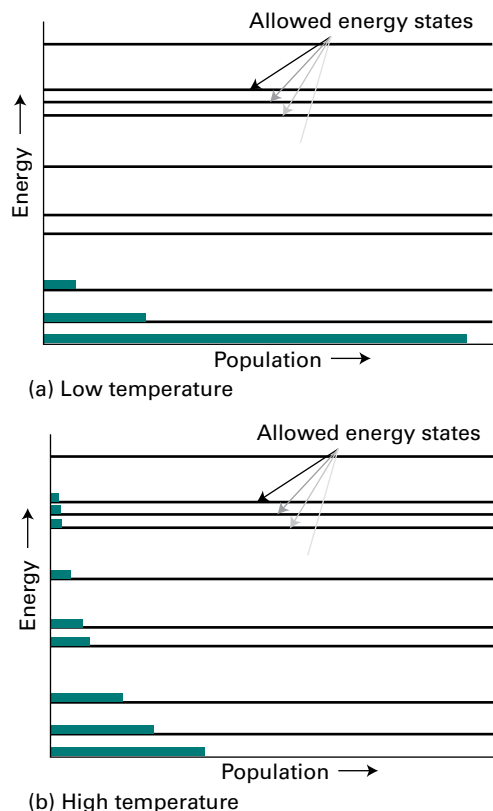 Allowed energy states
Energy
Population
(a) Low temperature
Allowed energy states
Energy
Population
(b) High temperature